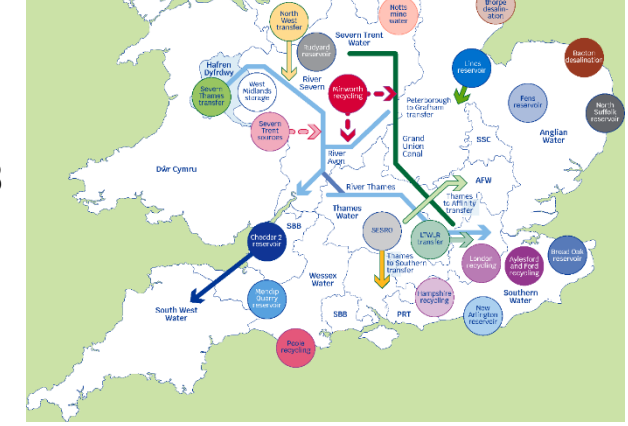 thorpe
desalin-
ation
Notts
mine
water
North
West
transfer
Rudyard
reservoir
Severn Trent
Water
Bacton
desalination
Lincs
reservoir
Hafren
Dyfrdwy
River
Severn
Severn
Thames
transfer
West
Midlands
storage
Minworth
recycling
Fens
reservoir
North
Suffolk
reservoir
Peterborough
to Grafham
transfer
Severn
Trent
sources
Anglian
Water
SSC
Grand
Union
Canal
River
Avon
Dŵr Cymru
AFW
River Thames
Thames
to Affinity
transfer
Thames
Water
SBB
SESRO
LTWLR
transfer
Cheddar 2
reservoir
Broad Oak
reservoir
Thames
to Southern
transfer
London
recycling
Aylesford
and Ford
recycling
Wessex
Water
Mendip
Quarry
reservoir
Hampshire
recycling
Southern
Water
South West
Water
SBB
PRT
New
Arlington
reservoir
Poole
recycling